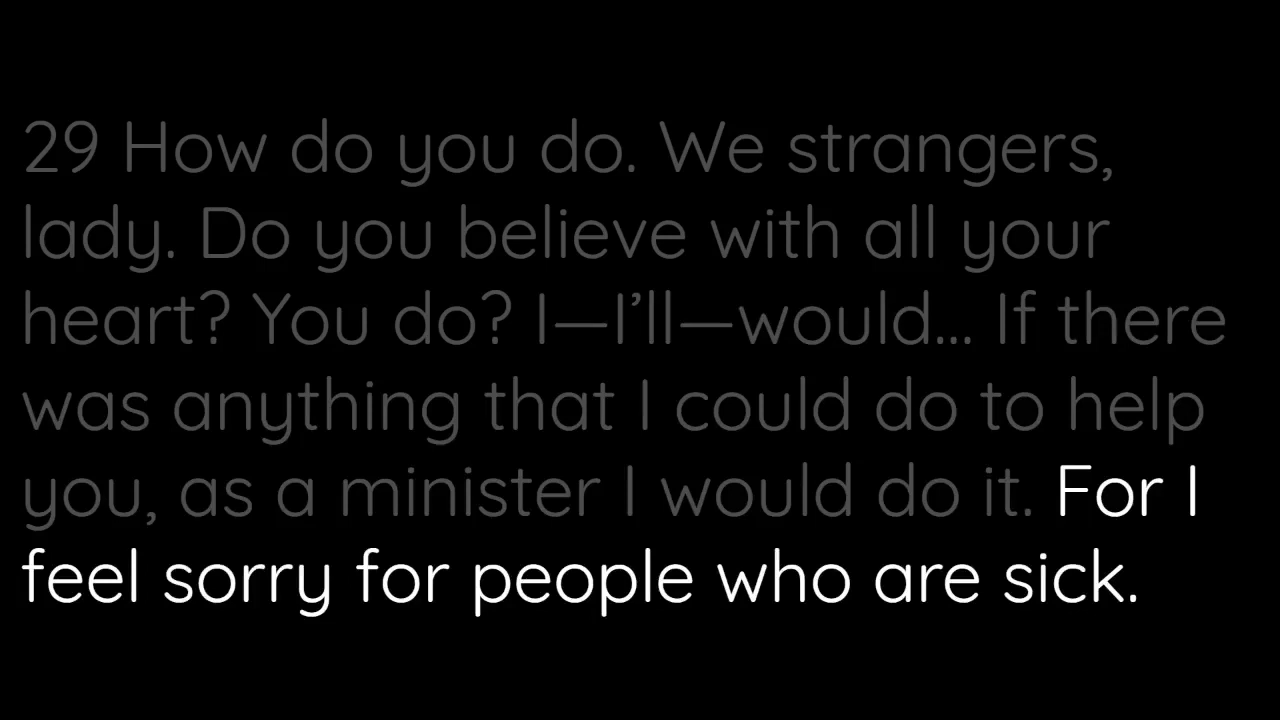 29 How do you do. We strangers,
lady. Do you believe with all your
heart? You do? I—I’ll—would... If there
was anything that I could do to help
you, as a minister I would do it. For I
feel sorry for people who are sick.